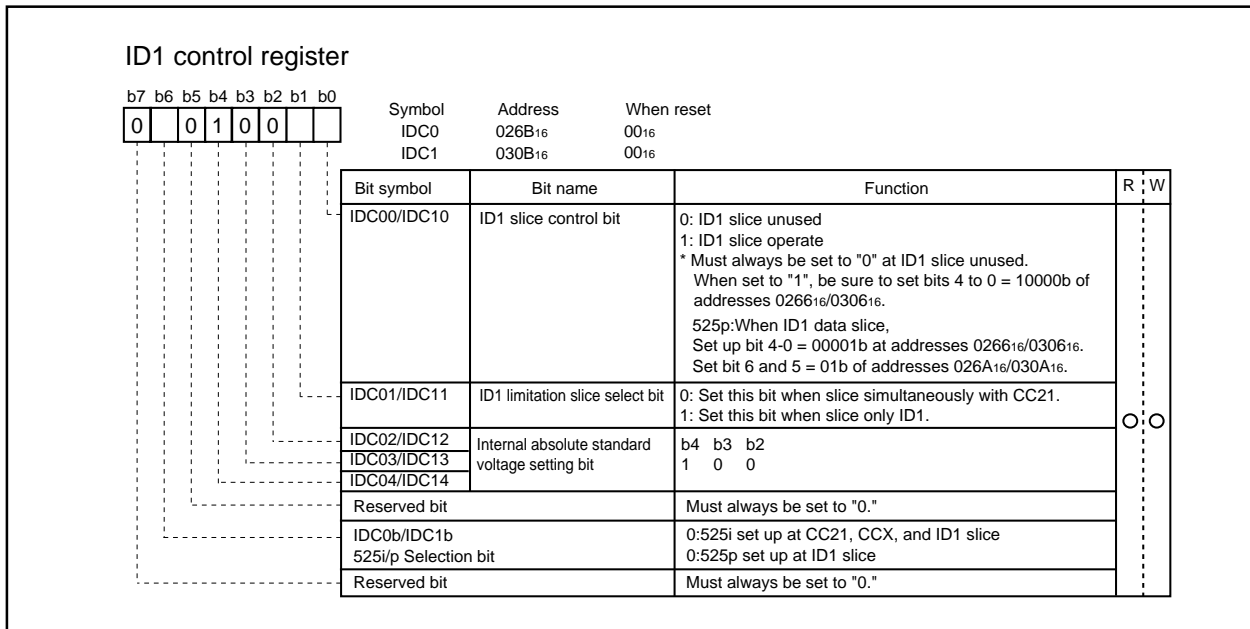 ID1 control register
b7 b6 b5 b4 b3 b2 b1 b0
0 0 1 0 0
Symbol Address When reset
IDC0 026B16 0016
IDC1 030B16 0016
Bit symbol Bit name Function R W
IDC00/IDC10 ID1 slice control bit 0: ID1 slice unused
1: ID1 slice operate
* Must always be set to "0" at ID1 slice unused.
When set to "1", be sure to set bits 4 to 0 = 10000b of
addresses 026616/030616.
525p:When ID1 data slice,
Set up bit 4-0 = 00001b at addresses 026616/030616.
Set bit 6 and 5 = 01b of addresses 026A16/030A16.
IDC01/IDC11 ID1 limitation slice select bit 0: Set this bit when slice simultaneously with CC21.
1: Set this bit when slice only ID1.
IDC02/IDC12 Internal absolute standard b4 b3 b2
IDC03/IDC13 voltage setting bit 1 0 0
IDC04/IDC14
Reserved bit Must always be set to "0."
IDC0b/IDC1b 0:525i set up at CC21, CCX, and ID1 slice
525i/p Selection bit 0:525p set up at ID1 slice
Reserved bit Must always be set to "0."